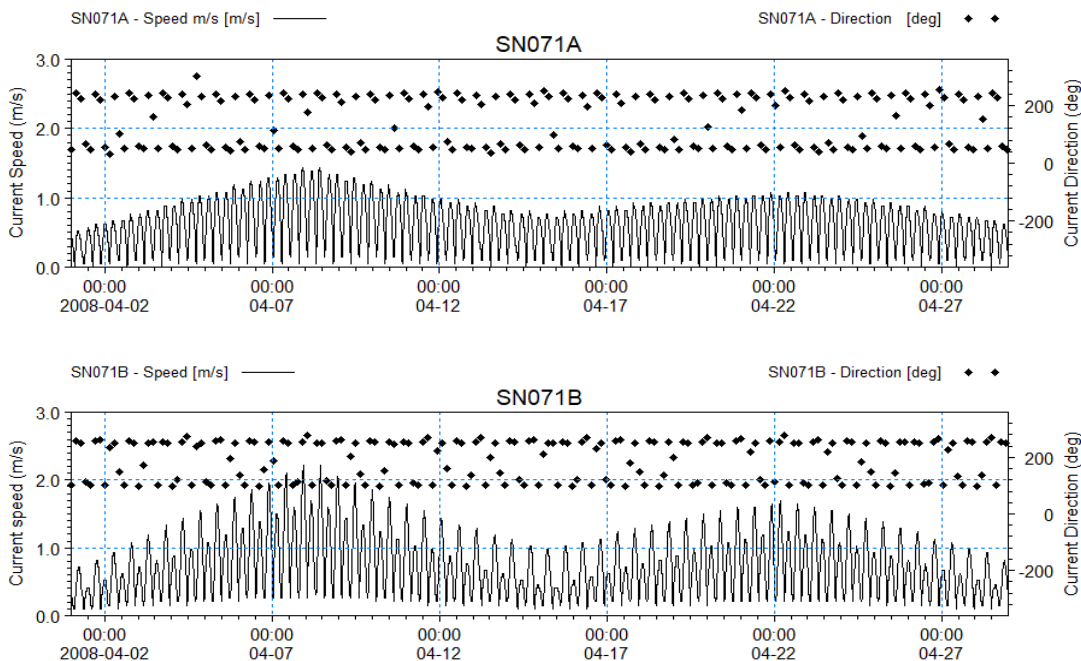 SN071A - Speed m/s [m/s]
SN071A - Direction [deg]
SN071A
Current Speed (m/s)
3.0
2.0
1.0
0.0
200
0
-200
Current Direction (deg)
00:00 00:00 00:00 00:00 00:00 00:00
2008-04-02 04-07 04-12 04-17 04-22 04-27
SN071B - Speed [m/s]
SN071B - Direction [deg]
SN071B
Current speed (m/s)
3.0
2.0
1.0
0.0
200
0
-200
Current Direction (deg)
00:00 00:00 00:00 00:00 00:00 00:00
2008-04-02 04-07 04-12 04-17 04-22 04-27